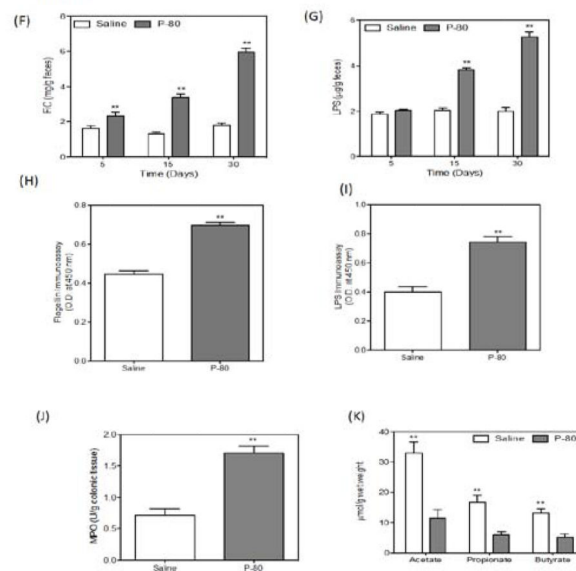 (F)
Saline P-80
FiC (mg/g feces)
8
6
4
2
0
** ** **
5 15 30
Time (Days)
(G)
Saline P-80
LPS (µg/g feces)
6
4
2
0
** **
5 15 30
Time (Days)
(H)
Flagellin Immunoassay
(O.D. at 450 nm)
0.8
0.6
0.4
0.2
0.0
**
Saline P-80
(I)
LPS Immunoassay
(O.D. at 450 nm)
1.0
0.8
0.6
0.4
0.2
0.0
**
Saline P-80
(J)
MPO (U/g colonic tissue)
2.0
1.5
1.0
0.5
0.0
**
Saline P-80
(K)
Saline P-80
µmol/g wet weight
40
30
20
10
0
** ** **
Acetate Propionate Butyrate